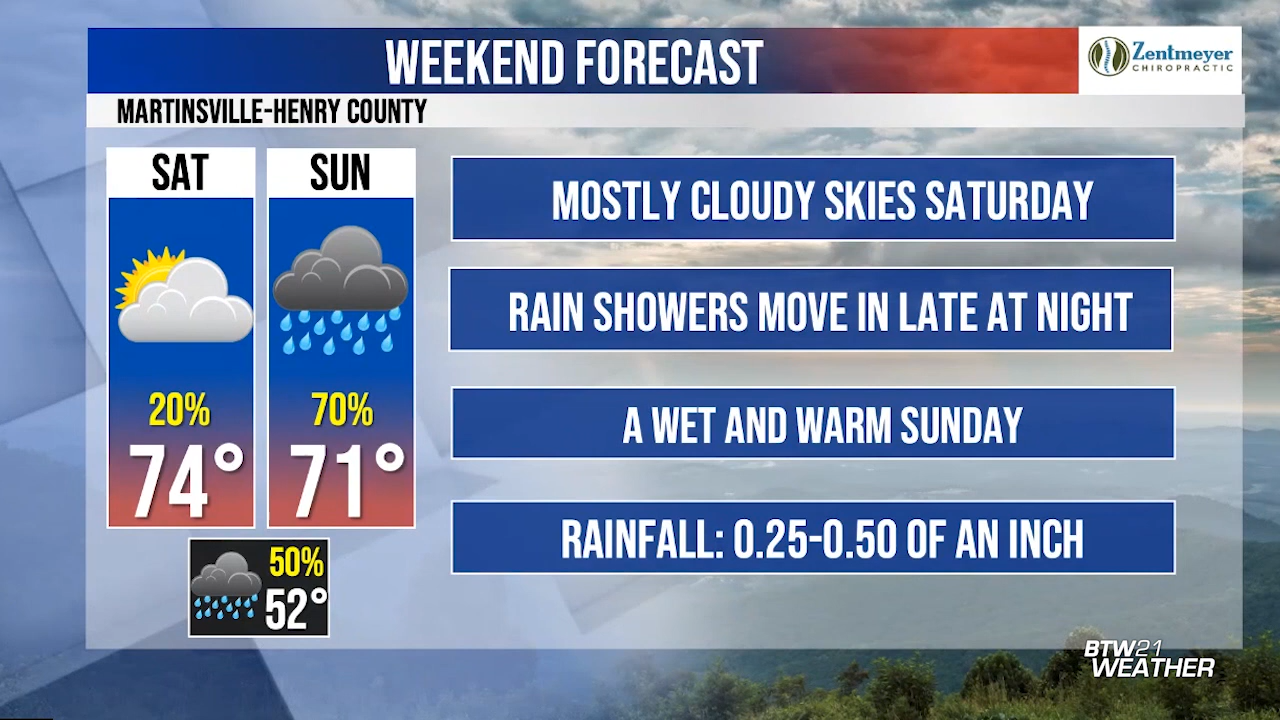 WEEKEND FORECAST
Zentmeyer
CHIROPRACTIC
MARTINSVILLE-HENRY COUNTY
SAT
SUN
20%
70%
74°
71°
50%
52°
MOSTLY CLOUDY SKIES SATURDAY
RAIN SHOWERS MOVE IN LATE AT NIGHT
A WET AND WARM SUNDAY
RAINFALL: 0.25-0.50 OF AN INCH
BTW21
WEATHER